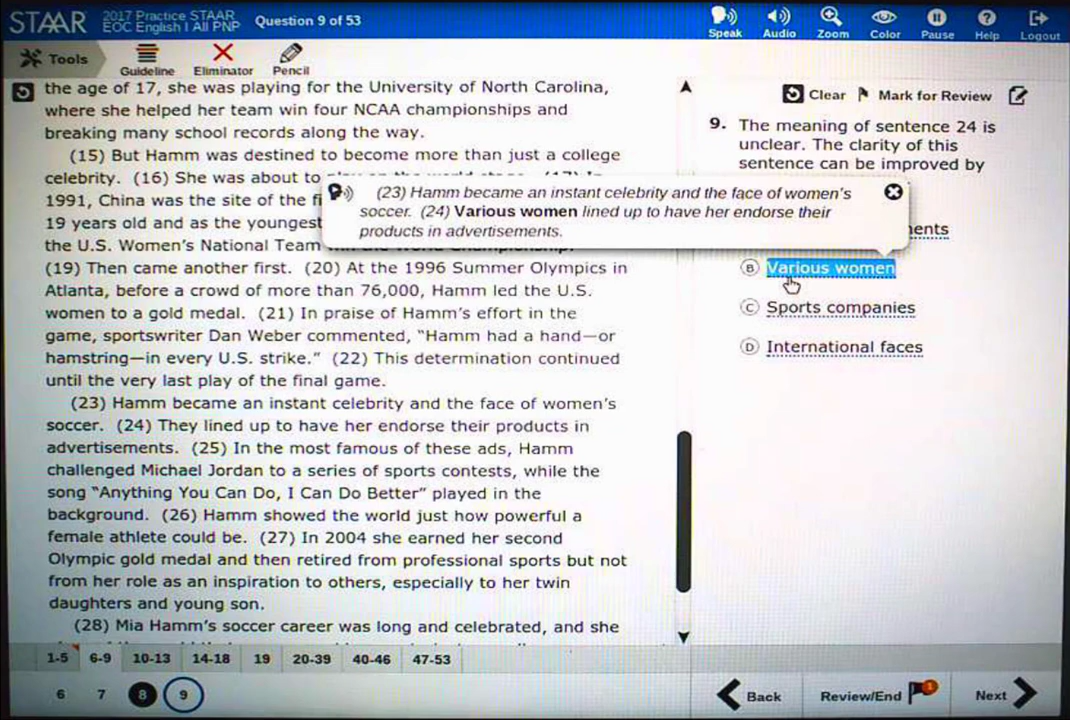 STAAR
2017 Practice STAAR
EOC English I All PNP
Question 9 of 53
Speak
Audio
Zoom
Color
Pause
Help
Logout
Tools
Guideline
Eliminator
Pencil
the age of 17, she was playing for the University of North Carolina,
where she helped her team win four NCAA championships and
breaking many school records along the way.
(15) But Hamm was destined to become more than just a college
celebrity. (16) She was about to
1991, China was the site of the fi
19 years old and as the youngest
the U.S. Women's National Team
(19) Then came another first. (20) At the 1996 Summer Olympics in
Atlanta, before a crowd of more than 76,000, Hamm led the U.S.
women to a gold medal. (21) In praise of Hamm's effort in the
game, sportswriter Dan Weber commented, "Hamm had a hand—or
hamstring—in every U.S. strike." (22) This determination continued
until the very last play of the final game.
(23) Hamm became an instant celebrity and the face of women's
soccer. (24) They lined up to have her endorse their products in
advertisements. (25) In the most famous of these ads, Hamm
challenged Michael Jordan to a series of sports contests, while the
song "Anything You Can Do, I Can Do Better" played in the
background. (26) Hamm showed the world just how powerful a
female athlete could be. (27) In 2004 she earned her second
Olympic gold medal and then retired from professional sports but not
from her role as an inspiration to others, especially to her twin
daughters and young son.
(28) Mia Hamm's soccer career was long and celebrated, and she
(23) Hamm became an instant celebrity and the face of women's
soccer. (24) Various women lined up to have her endorse their
products in advertisements.
Clear
Mark for Review
9. The meaning of sentence 24 is
unclear. The clarity of this
sentence can be improved by
ents
B Various women
C Sports companies
D International faces
1-5 6-9 10-13 14-18 19 20-39 40-46 47-53
6 7 8 9
Back
Review/End
1
Next